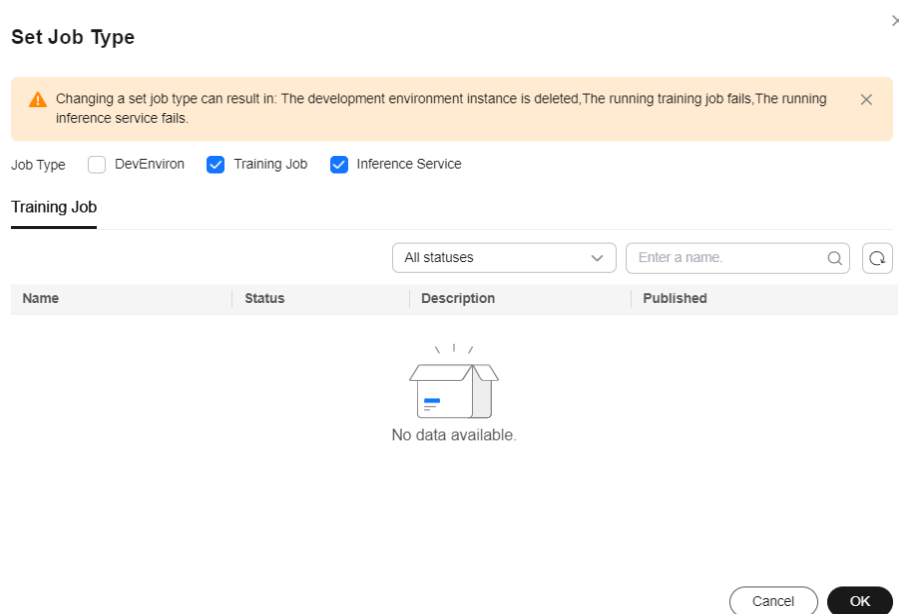 Set Job Type
Changing a set job type can result in: The development environment instance is deleted,The running training job fails,The running
inference service fails.
Job Type DevEnviron Training Job Inference Service
Training Job
All statuses Enter a name.
Name Status Description Published
No data available.
Cancel OK